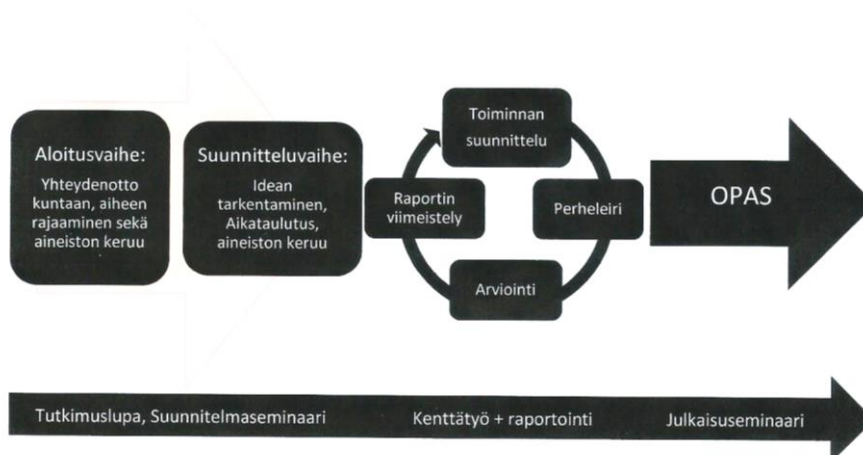 Aloitusvaihe:
Yhteydenotto
kuntaan, aiheen
rajaaminen sekä
aineiston keruu
Suunnitteluvaihe:
Idean
tarkentaminen,
Aikataulutus,
aineiston keruu
Toiminnan
suunnittelu
Perheleiri
Arviointi
Raportin
viimeistely
OPAS
Tutkimuslupa, Suunnitelmaseminaari
Kenttätyö + raportointi
Julkaisuseminaari